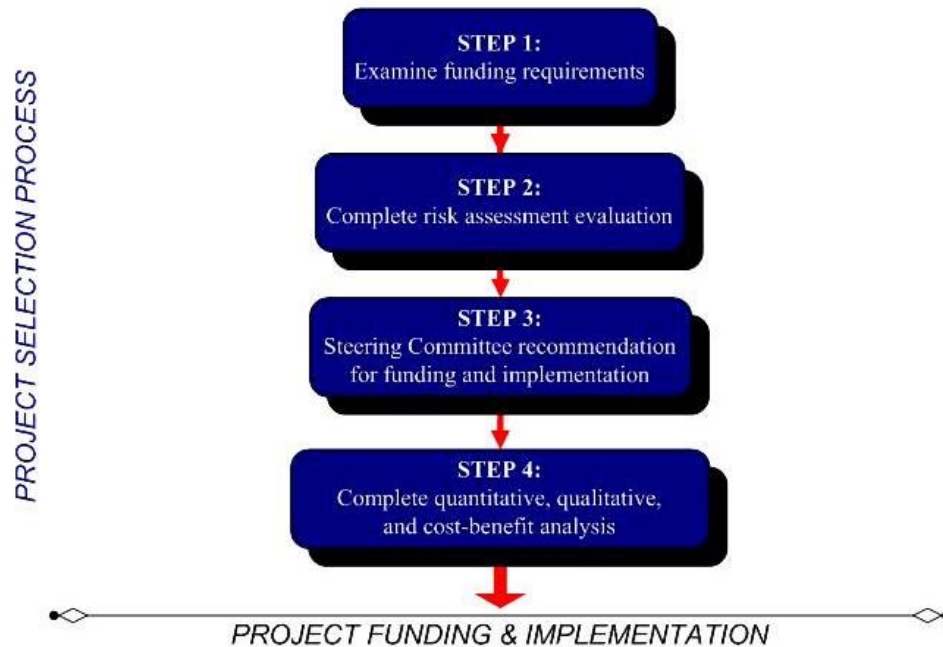 PROJECT SELECTION PROCESS
STEP 1:
Examine funding requirements
STEP 2:
Complete risk assessment evaluation
STEP 3:
Steering Committee recommendation
for funding and implementation
STEP 4:
Complete quantitative, qualitative,
and cost-benefit analysis
PROJECT FUNDING & IMPLEMENTATION